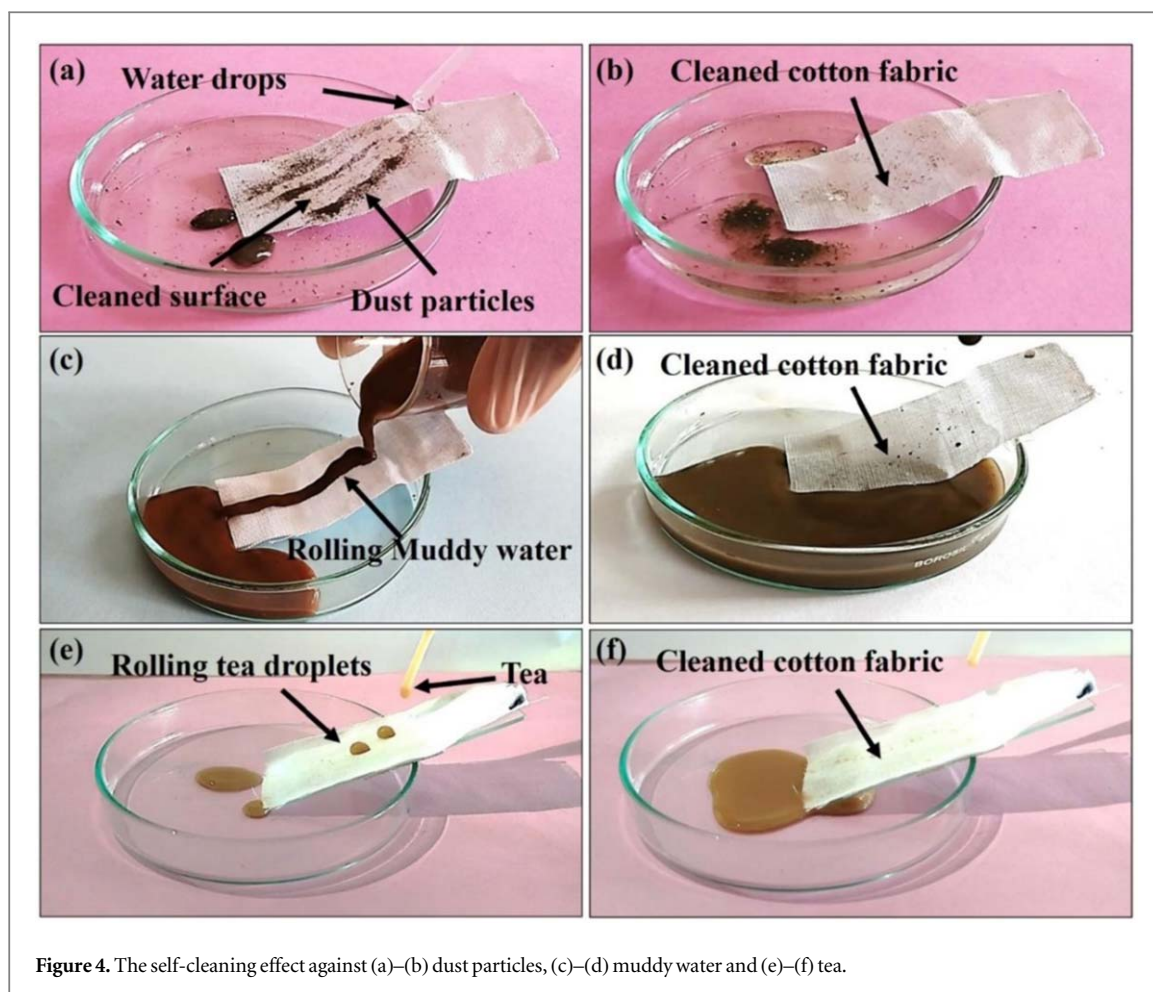 (a)
Water drops
Cleaned surface
Dust particles
(b)
Cleaned cotton fabric
(c)
Rolling Muddy water
(d)
Cleaned cotton fabric
(e)
Rolling tea droplets
Tea
(f)
Cleaned cotton fabric
Figure 4. The self-cleaning effect against (a)–(b) dust particles, (c)–(d) muddy water and (e)–(f) tea.